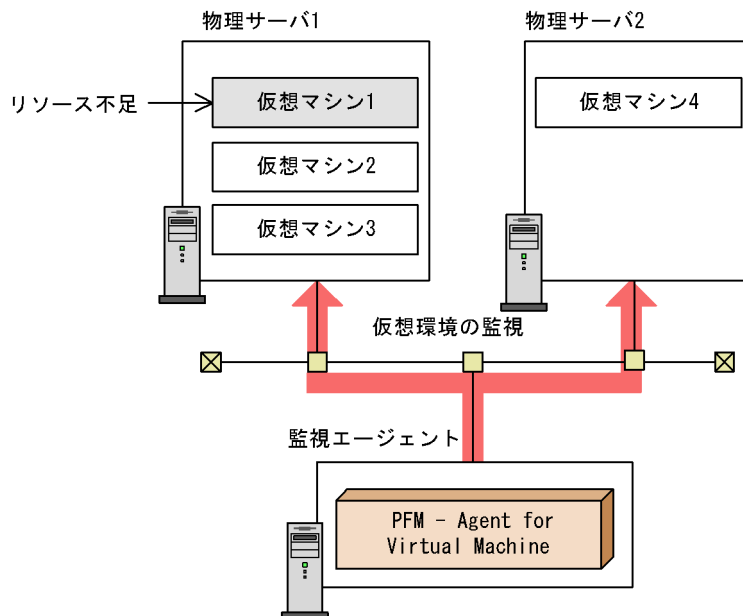 物理サーバ1
物理サーバ2
リソース不足
仮想マシン1
仮想マシン4
仮想マシン2
仮想マシン3
仮想環境の監視
監視エージェント
PFM - Agent for
Virtual Machine